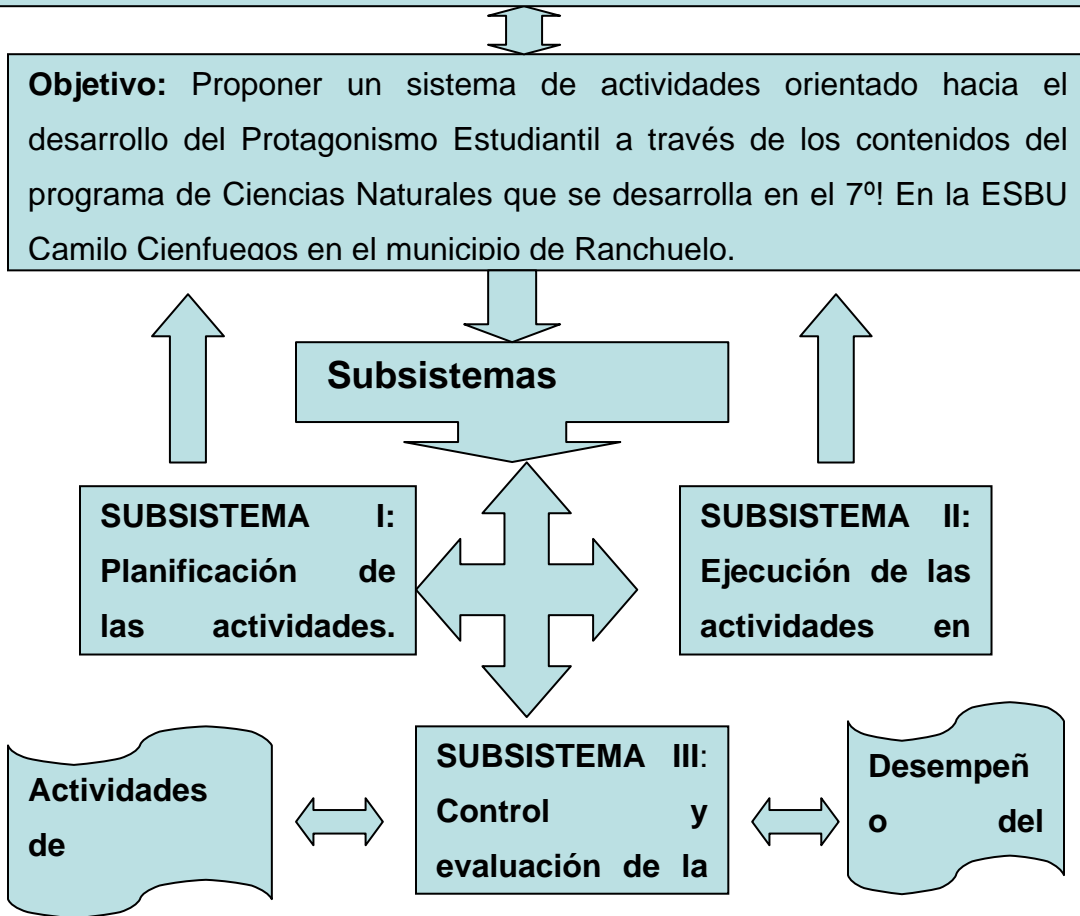 Objetivo: Proponer un sistema de actividades orientado hacia el
desarrollo del Protagonismo Estudiantil a través de los contenidos del
programa de Ciencias Naturales que se desarrolla en el 7º! En la ESBU
Camilo Cienfuegos en el municipio de Ranchuelo.
Subsistemas
SUBSISTEMA I:
Planificación de
las actividades.
SUBSISTEMA II:
Ejecución de las
actividades en
Actividades
de
SUBSISTEMA III:
Control y
evaluación de la
Desempeñ
o del